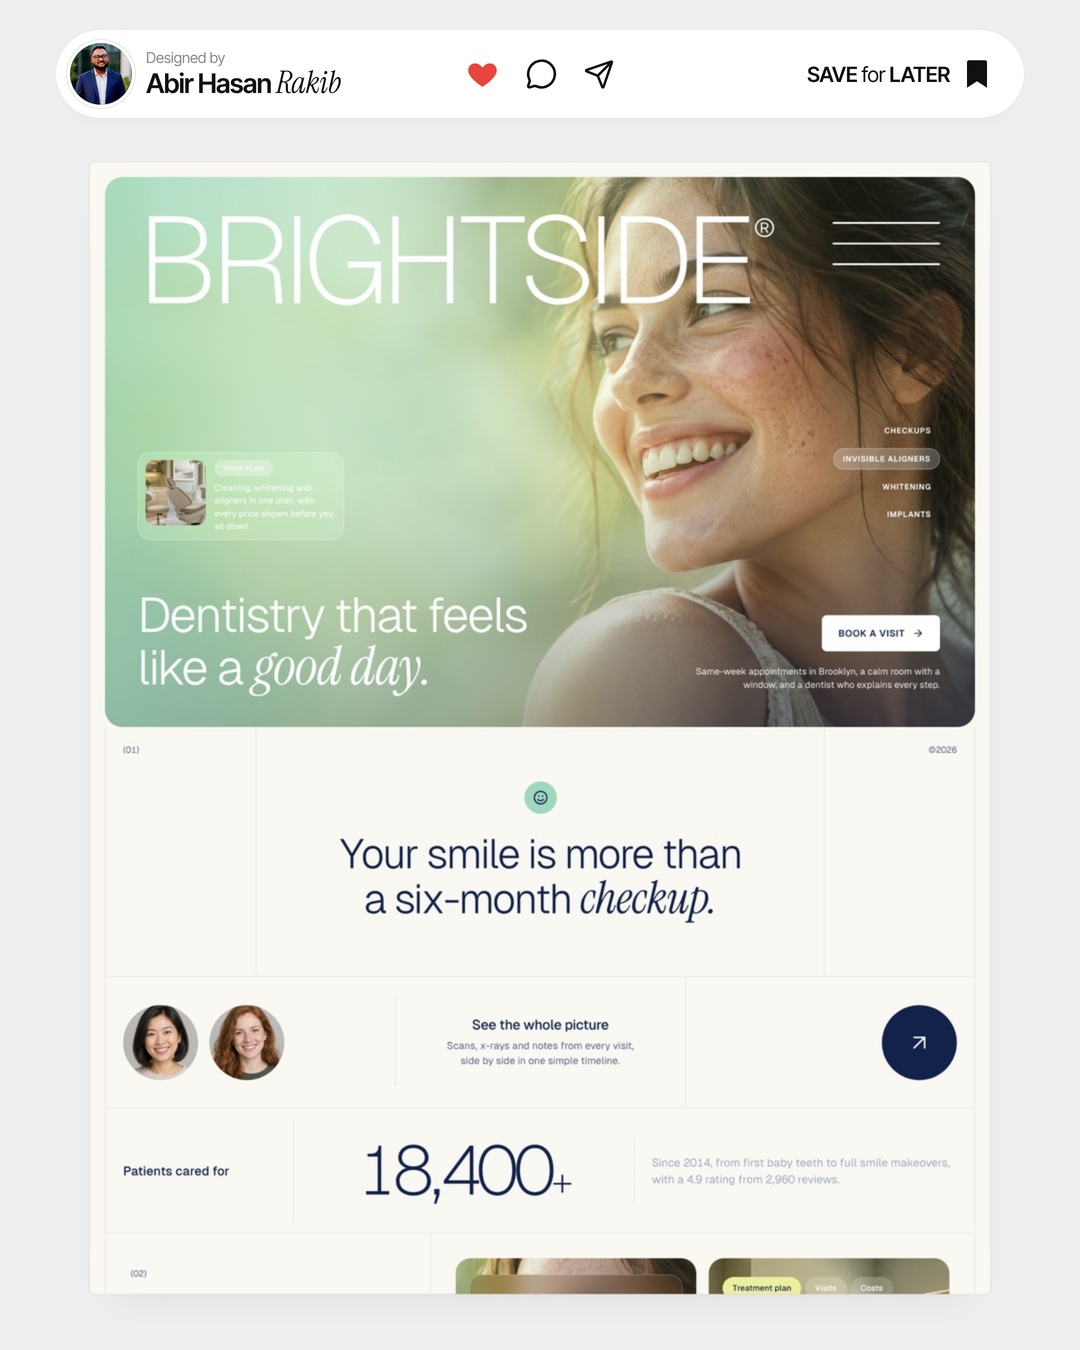 Designed by
Abir Hasan Rakib
SAVE for LATER
BRIGHTSIDE®
CHECKUPS
INVISIBLE ALIGNERS
WHITENING
IMPLANTS
YOUR PLAN
Cleaning, whitening and
aligners in one plan, with
every price shown before you
sit down.
Dentistry that feels
like a good day.
BOOK A VISIT →
Same-week appointments in Brooklyn, a calm room with a
window, and a dentist who explains every step.
(01)
©2026
Your smile is more than
a six-month checkup.
See the whole picture
Scans, x-rays and notes from every visit,
side by side in one simple timeline.
Patients cared for
18,400+
Since 2014, from first baby teeth to full smile makeovers,
with a 4.9 rating from 2,960 reviews.
(02)
Treatment plan
Visits
Costs